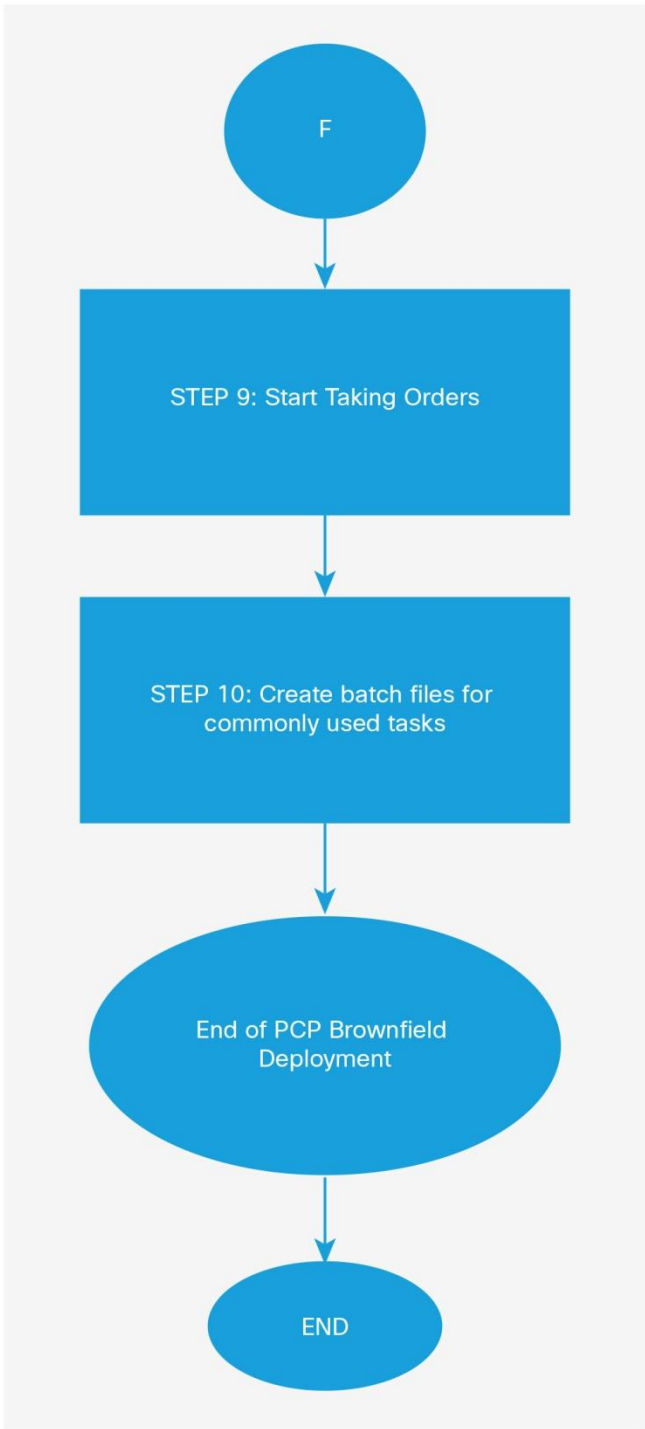 F
STEP 9: Start Taking Orders
STEP 10: Create batch files for
commonly used tasks
End of PCP Brownfield
Deployment
END